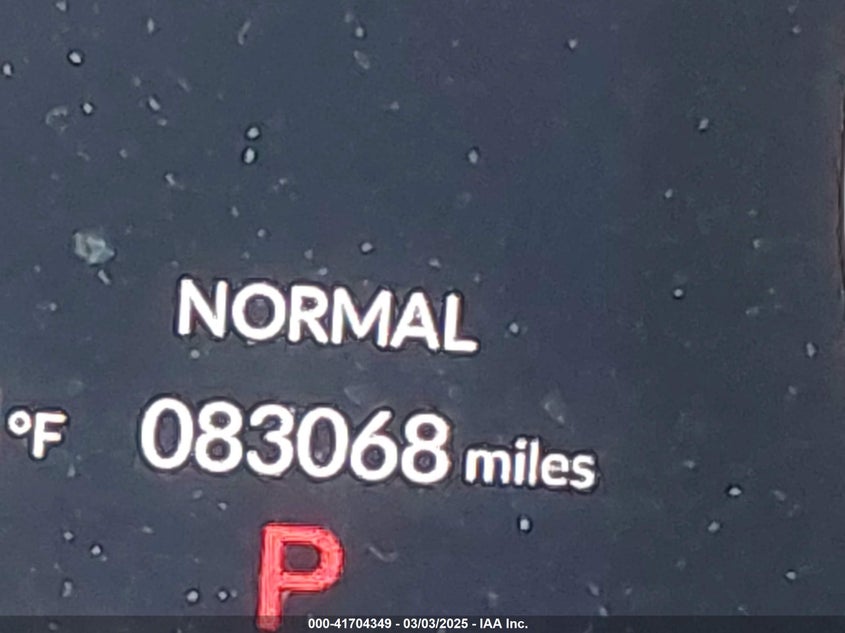 NORMAL
°F 083068 miles
P
000-41704349 - 03/03/2025 - IAA Inc.